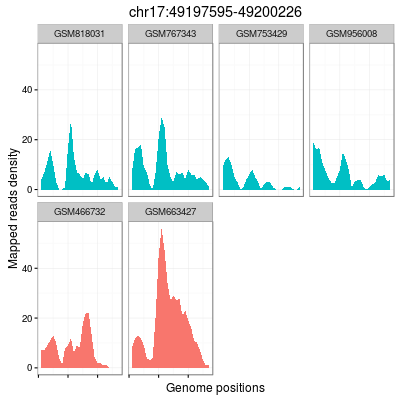 chr17:49197595-49200226
GSM818031 GSM767343 GSM753429 GSM956008
40
20
0
GSM466732 GSM663427
40
20
0
Mapped reads density
Genome positions